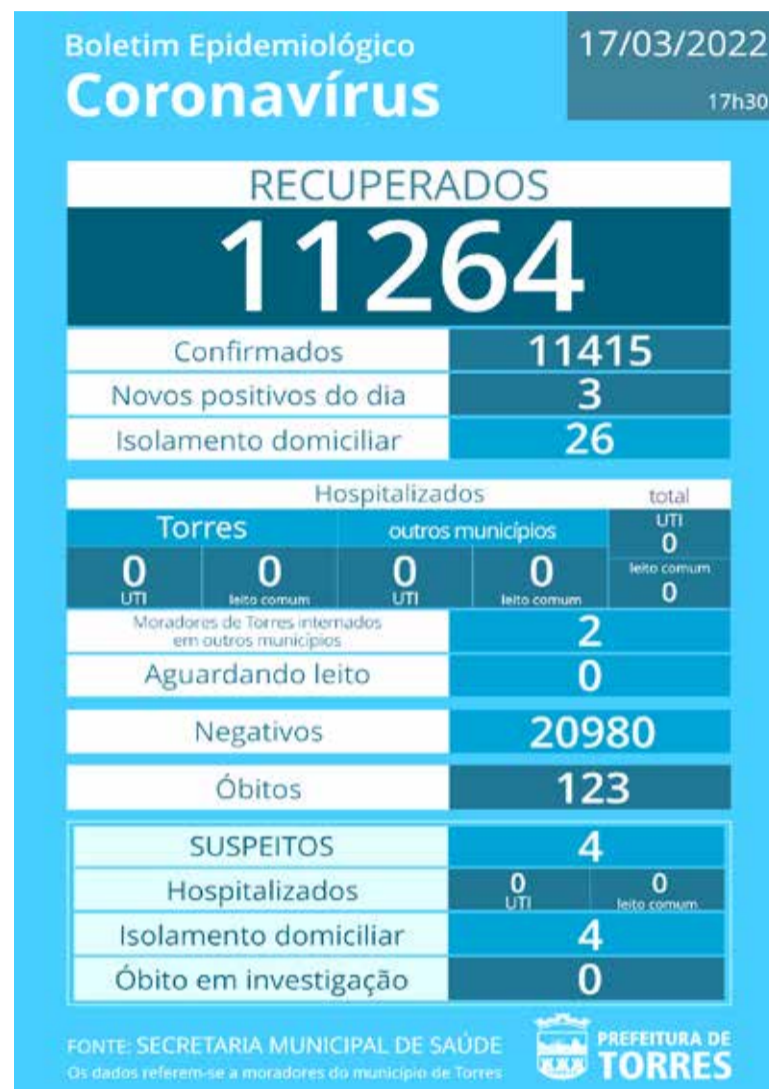 Boletim Epidemiológico
Coronavírus
17/03/2022
17h30
RECUPERADOS
11264
Confirmados 11415
Novos positivos do dia 3
Isolamento domiciliar 26
Hospitalizados total
Torres outros municípios UTI
0
0 0 0 0 leito comum
UTI leito comum UTI leito comum 0
Moradores de Torres internados
em outros municípios 2
Aguardando leito 0
Negativos 20980
Óbitos 123
SUSPEITOS 4
Hospitalizados 0 0
UTI leito comum
Isolamento domiciliar 4
Óbito em investigação 0
FONTE: SECRETARIA MUNICIPAL DE SAÚDE
Os dados referem-se a moradores do município de Torres
PREFEITURA DE
TORRES